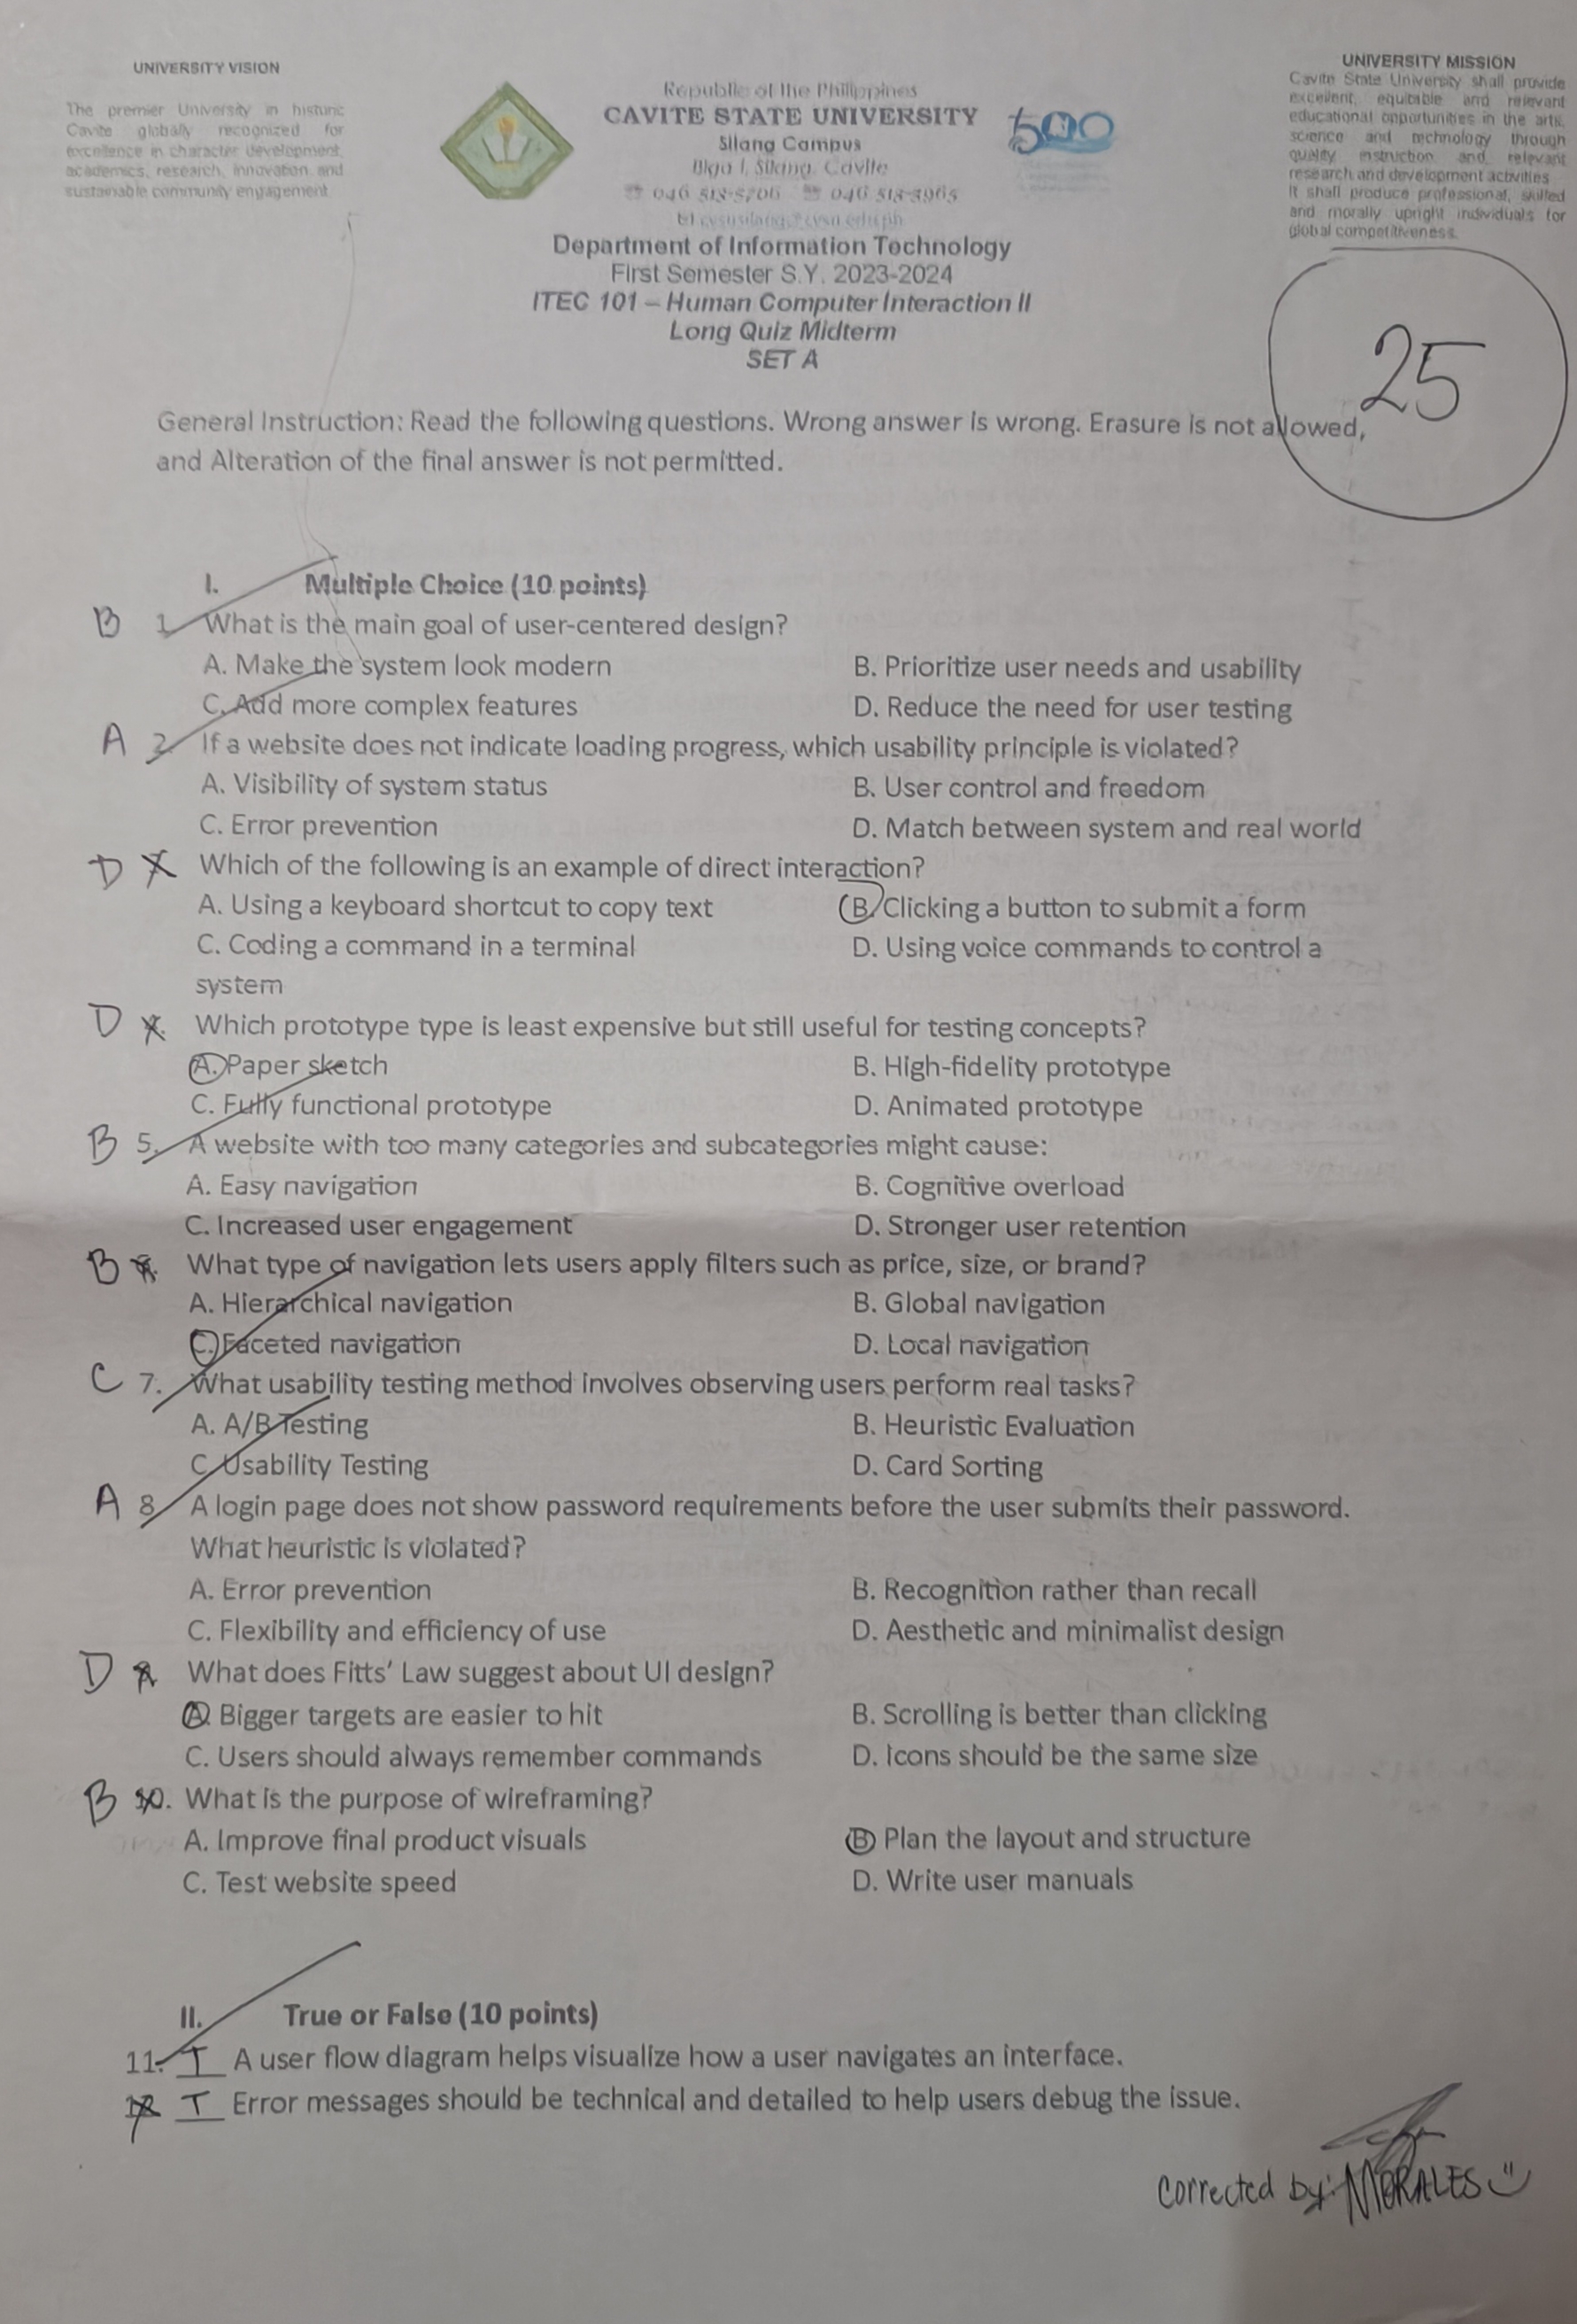 UNIVERSITY VISION
The premier University in historic
Cavite globally recognized for
excellence in character development,
academics, research, innovation and
sustainable community engagement
Republic of the Philippines
CAVITE STATE UNIVERSITY
Silang Campus
Biga I, Silang, Cavite
046 513-5706 046 513-3965
cvsusilang@cvsu.edu.ph
Department of Information Technology
First Semester S.Y. 2023-2024
ITEC 101 – Human Computer Interaction II
Long Quiz Midterm
SET A
500
UNIVERSITY MISSION
Cavite State University shall provide
excellent, equitable and relevant
educational opportunities in the arts,
science and technology through
quality instruction and relevant
research and development activities
It shall produce professional, skilled
and morally upright individuals for
global competitiveness.
25
General Instruction: Read the following questions. Wrong answer is wrong. Erasure is not allowed,
and Alteration of the final answer is not permitted.
I. Multiple Choice (10 points)
B 1. What is the main goal of user-centered design?
A. Make the system look modern B. Prioritize user needs and usability
C. Add more complex features D. Reduce the need for user testing
A 2. If a website does not indicate loading progress, which usability principle is violated?
A. Visibility of system status B. User control and freedom
C. Error prevention D. Match between system and real world
D Which of the following is an example of direct interaction?
A. Using a keyboard shortcut to copy text B. Clicking a button to submit a form
C. Coding a command in a terminal D. Using voice commands to control a
system
D Which prototype type is least expensive but still useful for testing concepts?
A. Paper sketch B. High-fidelity prototype
C. Fully functional prototype D. Animated prototype
B 5. A website with too many categories and subcategories might cause:
A. Easy navigation B. Cognitive overload
C. Increased user engagement D. Stronger user retention
B What type of navigation lets users apply filters such as price, size, or brand?
A. Hierarchical navigation B. Global navigation
C. Faceted navigation D. Local navigation
C 7. What usability testing method involves observing users perform real tasks?
A. A/B Testing B. Heuristic Evaluation
C. Usability Testing D. Card Sorting
A 8. A login page does not show password requirements before the user submits their password.
What heuristic is violated?
A. Error prevention B. Recognition rather than recall
C. Flexibility and efficiency of use D. Aesthetic and minimalist design
D What does Fitts’ Law suggest about UI design?
A. Bigger targets are easier to hit B. Scrolling is better than clicking
C. Users should always remember commands D. Icons should be the same size
B 10. What is the purpose of wireframing?
A. Improve final product visuals B Plan the layout and structure
C. Test website speed D. Write user manuals
II. True or False (10 points)
11. T A user flow diagram helps visualize how a user navigates an interface.
12 T Error messages should be technical and detailed to help users debug the issue.
corrected by: MORALES